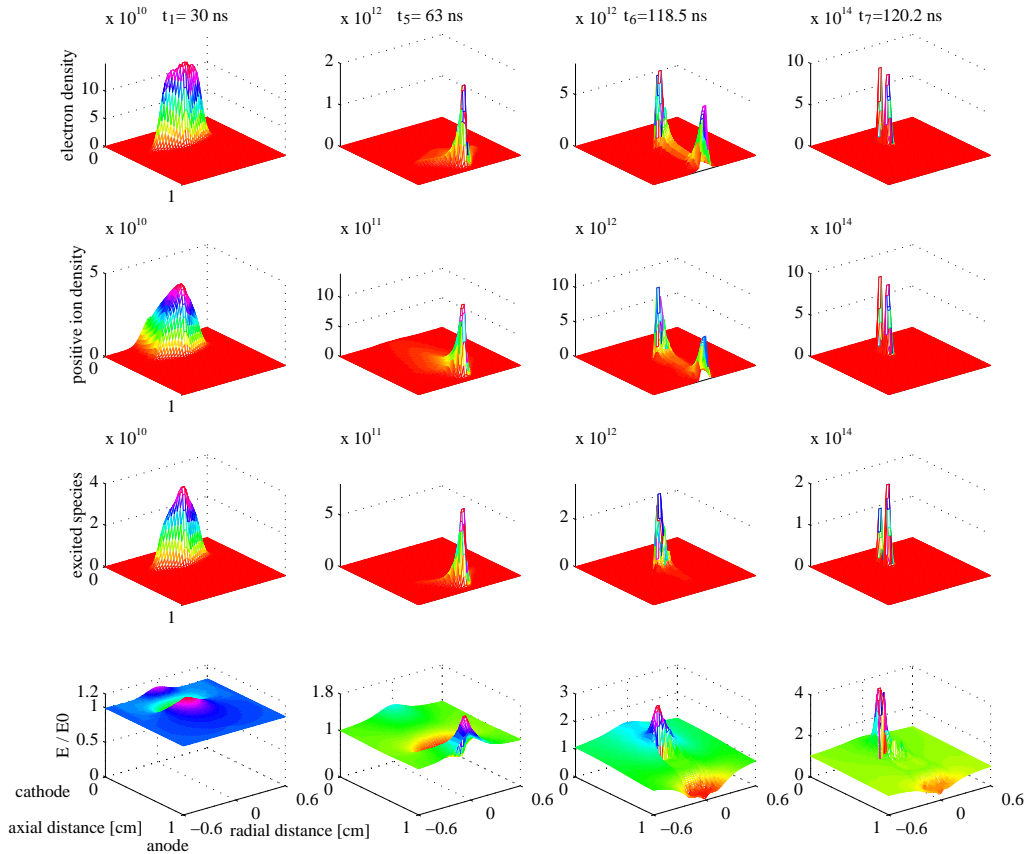 x 10^10 t1= 30 ns x 10^12 t5= 63 ns x 10^12 t6=118.5 ns x 10^14 t7=120.2 ns
electron density
10 5 0 0 1
2 1 0
5 0
10 5 0
x 10^10 x 10^11 x 10^12 x 10^14
positive ion density
5 0 0 1
10 5 0
10 5 0
10 5 0
x 10^10 x 10^11 x 10^12 x 10^14
excited species
4 2 0 0 1
5 0
2 0
2 1 0
E / E0
1.2 1 0.5 0
1.8 1 0
3 2 1 0
4 2 0
cathode 0.6 0.6 0.6 0.6
0 0 0 0
axial distance [cm] 1 −0.6 radial distance [cm] 1 −0.6 1 −0.6 1 −0.6
anode